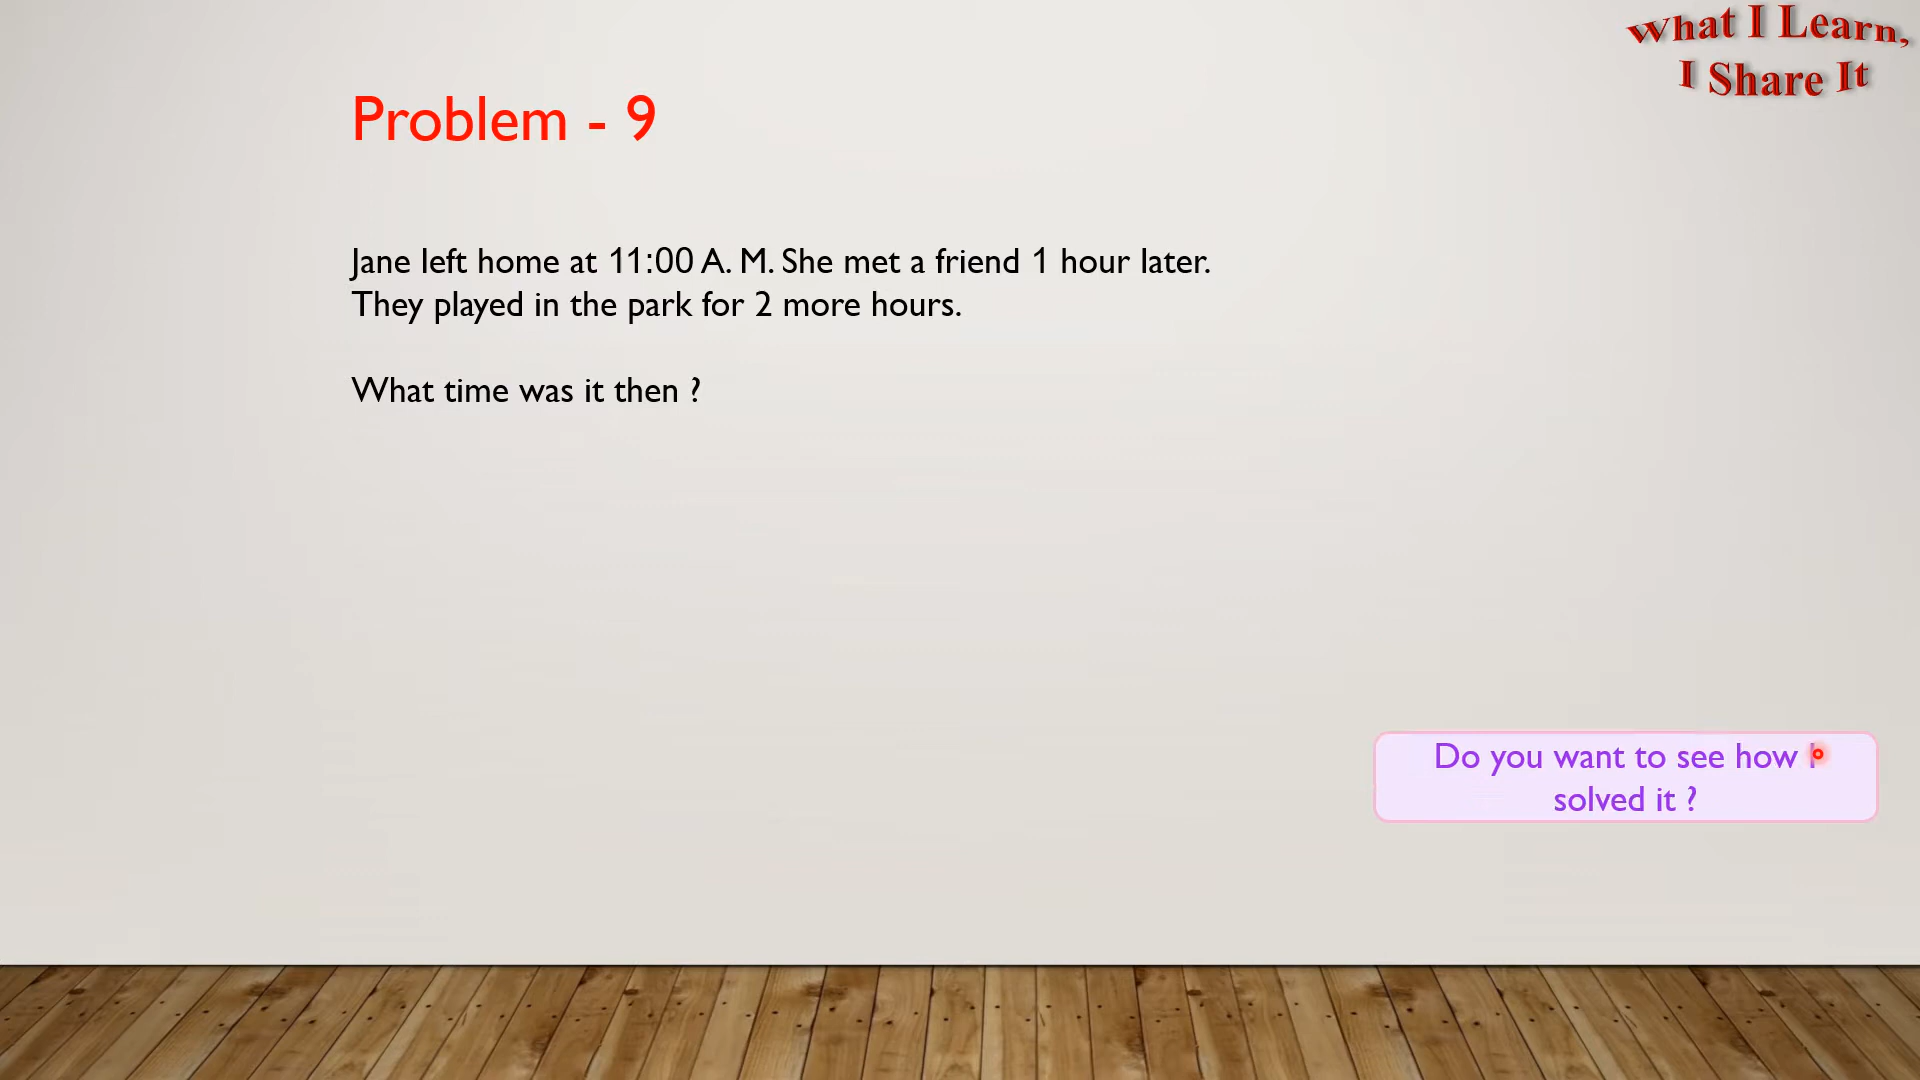 What I Learn,
I Share It
Problem - 9
Jane left home at 11:00 A. M. She met a friend 1 hour later.
They played in the park for 2 more hours.
What time was it then ?
Do you want to see how I
solved it ?